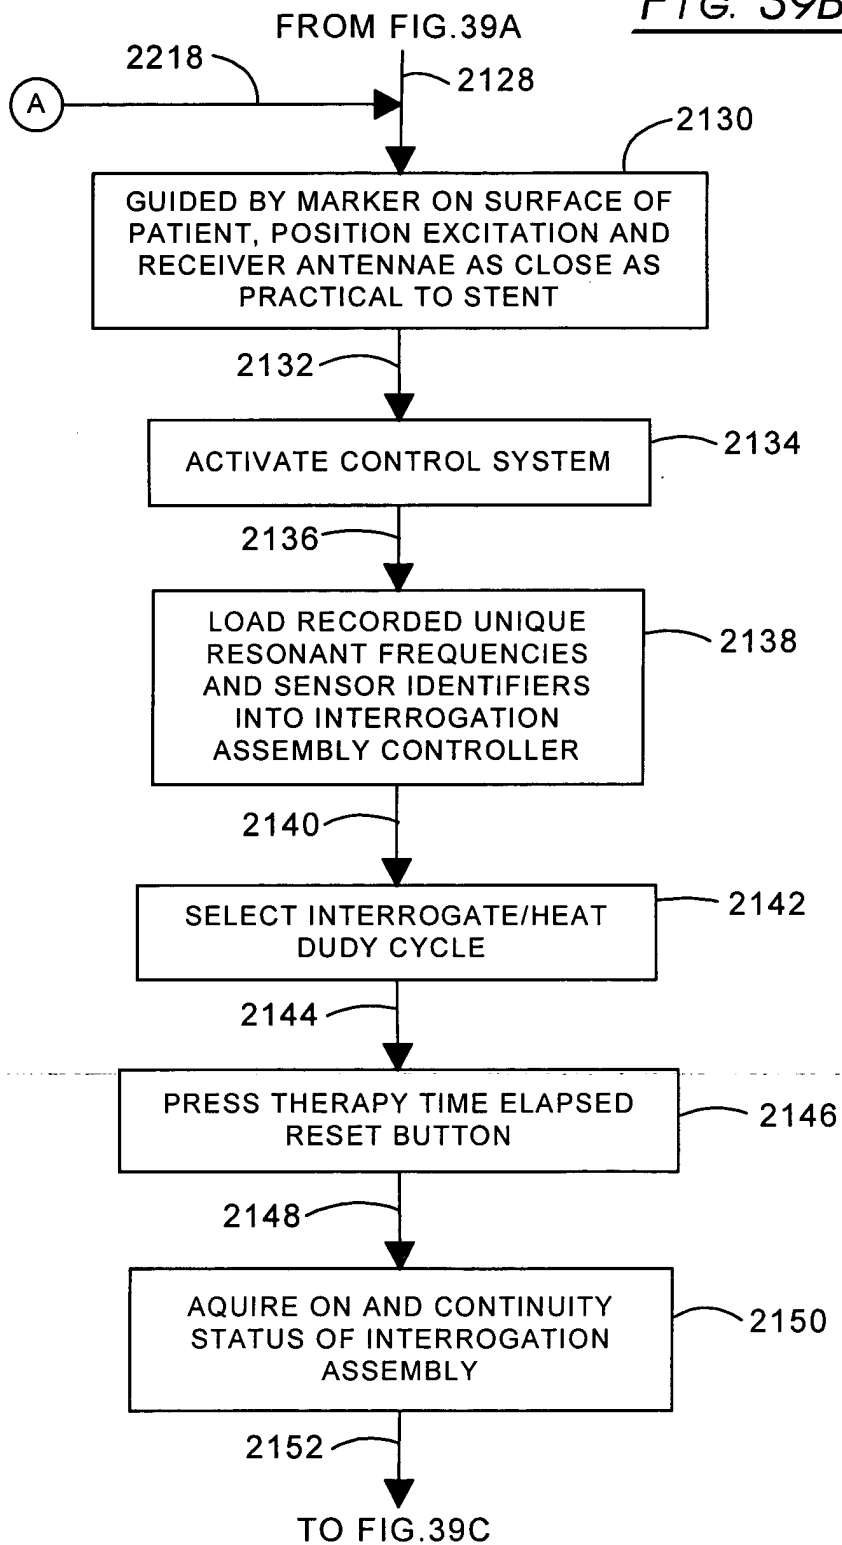 FIG. 39B
FROM FIG.39A
2218
2128
A
2130
GUIDED BY MARKER ON SURFACE OF
PATIENT, POSITION EXCITATION AND
RECEIVER ANTENNAE AS CLOSE AS
PRACTICAL TO STENT
2132
ACTIVATE CONTROL SYSTEM
2134
2136
LOAD RECORDED UNIQUE
RESONANT FREQUENCIES
AND SENSOR IDENTIFIERS
INTO INTERROGATION
ASSEMBLY CONTROLLER
2138
2140
SELECT INTERROGATE/HEAT
DUDY CYCLE
2142
2144
PRESS THERAPY TIME ELAPSED
RESET BUTTON
2146
2148
AQUIRE ON AND CONTINUITY
STATUS OF INTERROGATION
ASSEMBLY
2150
2152
TO FIG.39C